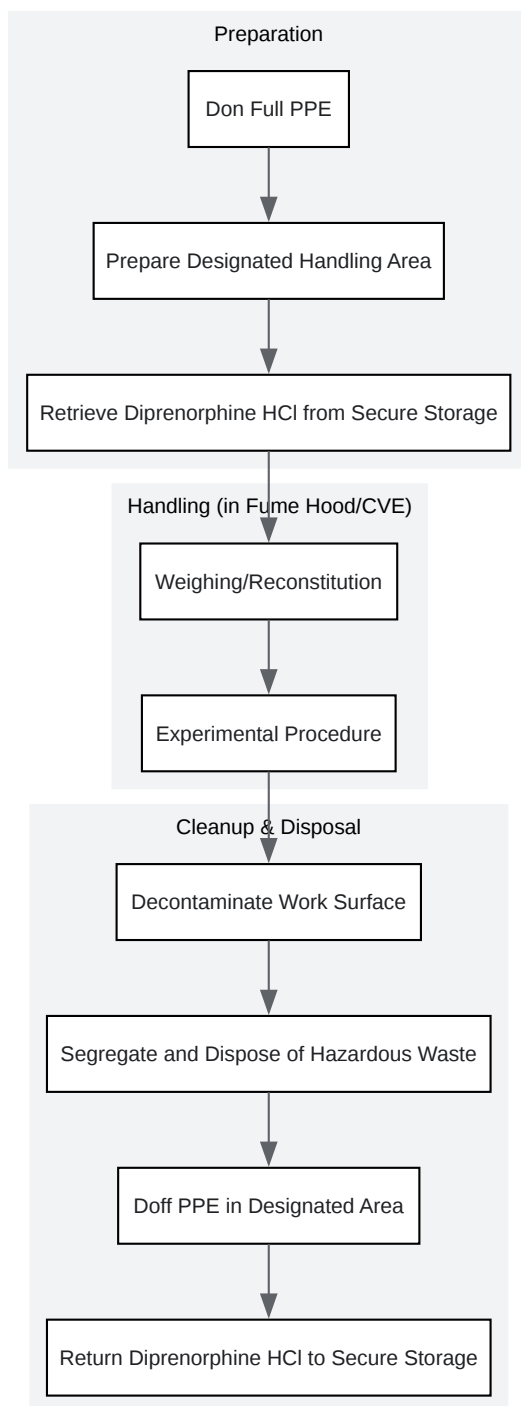 Preparation
Don Full PPE
Prepare Designated Handling Area
Retrieve Diprenorphine HCl from Secure Storage
Handling (in Fume Hood/CVE)
Weighing/Reconstitution
Experimental Procedure
Cleanup & Disposal
Decontaminate Work Surface
Segregate and Dispose of Hazardous Waste
Doff PPE in Designated Area
Return Diprenorphine HCl to Secure Storage